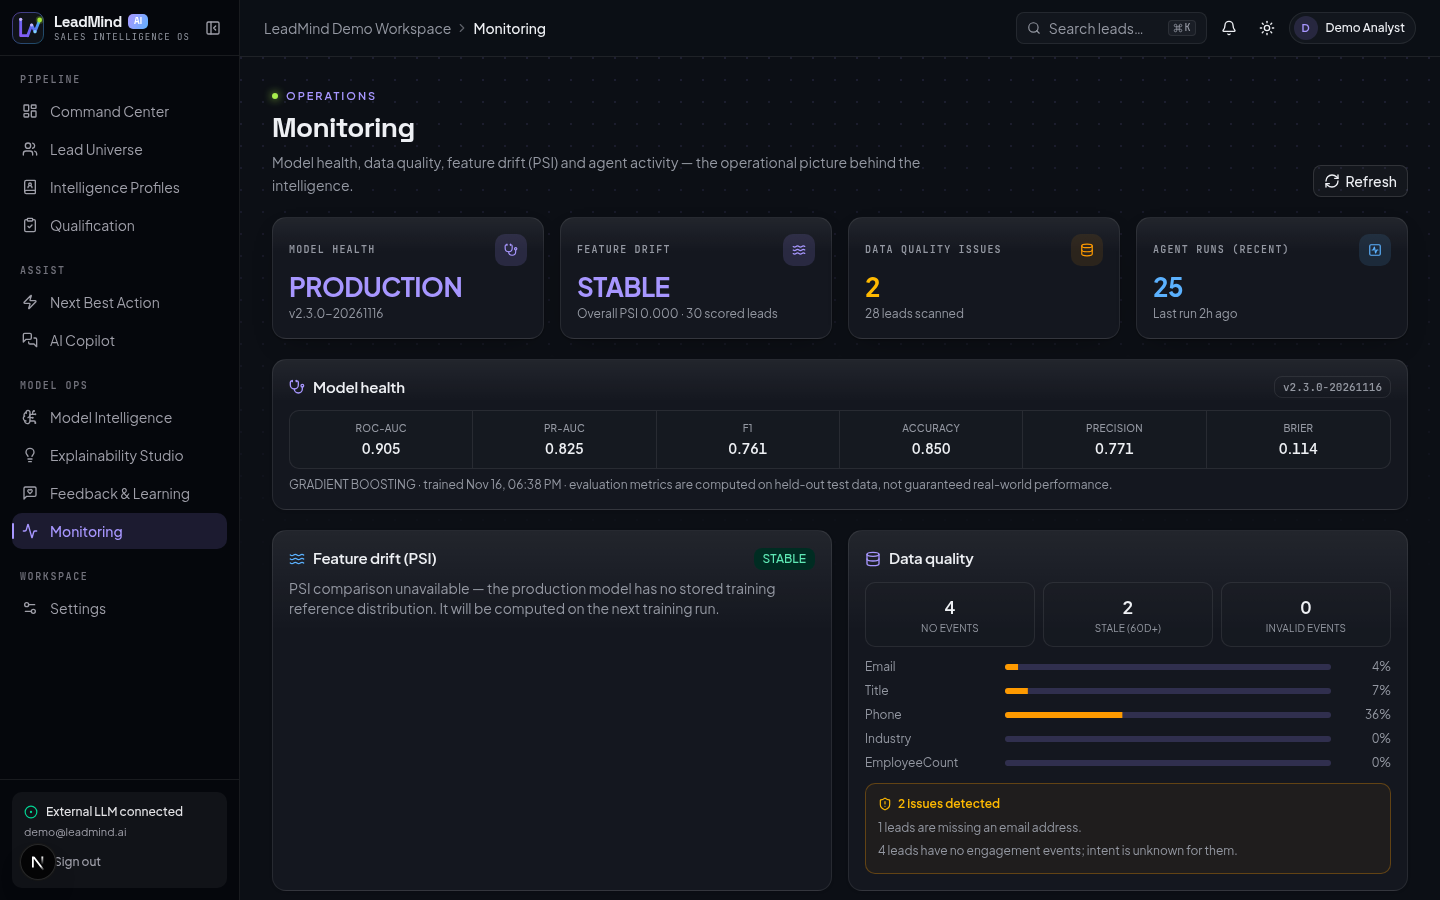 LeadMind AI
SALES INTELLIGENCE OS
PIPELINE
Command Center
Lead Universe
Intelligence Profiles
Qualification
ASSIST
Next Best Action
AI Copilot
MODEL OPS
Model Intelligence
Explainability Studio
Feedback & Learning
Monitoring
WORKSPACE
Settings
External LLM connected
demo@leadmind.ai
N
Sign out
LeadMind Demo Workspace > Monitoring
Search leads... ⌘K
D Demo Analyst
OPERATIONS
Monitoring
Model health, data quality, feature drift (PSI) and agent activity — the operational picture behind the
intelligence.
Refresh
MODEL HEALTH
PRODUCTION
v2.3.0-20261116
FEATURE DRIFT
STABLE
Overall PSI 0.000 · 30 scored leads
DATA QUALITY ISSUES
2
28 leads scanned
AGENT RUNS (RECENT)
25
Last run 2h ago
Model health v2.3.0-20261116
ROC-AUC PR-AUC F1 ACCURACY PRECISION BRIER
0.905 0.825 0.761 0.850 0.771 0.114
GRADIENT BOOSTING · trained Nov 16, 06:38 PM · evaluation metrics are computed on held-out test data, not guaranteed real-world performance.
Feature drift (PSI) STABLE
PSI comparison unavailable — the production model has no stored training
reference distribution. It will be computed on the next training run.
Data quality
4 2 0
NO EVENTS STALE (60D+) INVALID EVENTS
Email 4%
Title 7%
Phone 36%
Industry 0%
EmployeeCount 0%
2 issues detected
1 leads are missing an email address.
4 leads have no engagement events; intent is unknown for them.